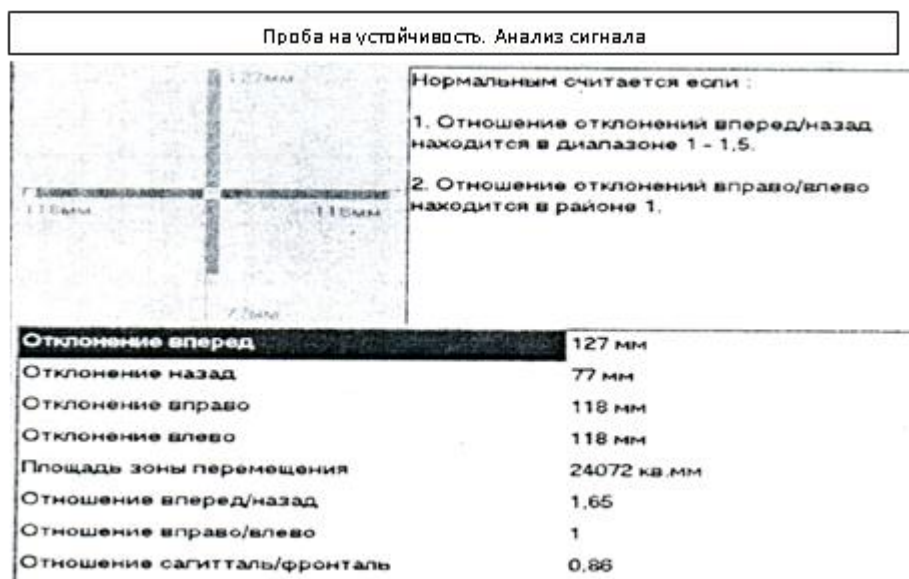 Проба на устойчивость. Анализ сигнала
127мм
Нормальным считается если :
1. Отношение отклонений вперед/назад
находится в диапазоне 1 - 1,5.
2. Отношение отклонений вправо/влево
находится в районе 1.
118мм
118мм
77мм
Отклонение вперед 127 мм
Отклонение назад 77 мм
Отклонение вправо 118 мм
Отклонение влево 118 мм
Площадь зоны перемещения 24072 кв.мм
Отношение вперед/назад 1,65
Отношение вправо/влево 1
Отношение сагитталь/фронталь 0,86